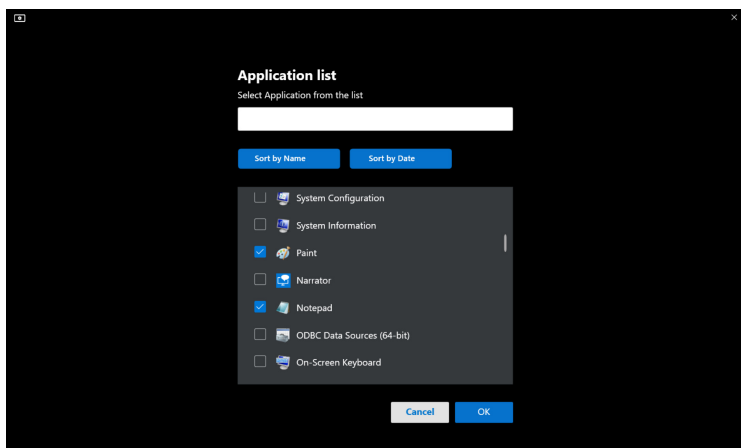 Application list
Select Application from the list
Sort by Name
Sort by Date
System Configuration
System Information
Paint
Narrator
Notepad
ODBC Data Sources (64-bit)
On-Screen Keyboard
Cancel
OK